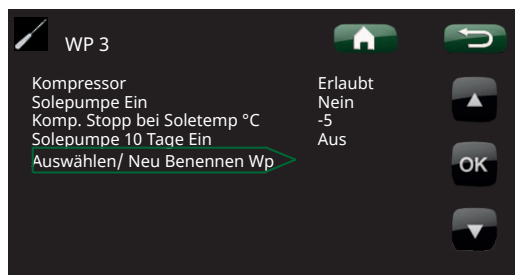 WP 3
Kompressor Erlaubt
Solepumpe Ein Nein
Komp. Stopp bei Soletemp °C -5
Solepumpe 10 Tage Ein Aus
Auswählen/ Neu Benennen Wp
OK